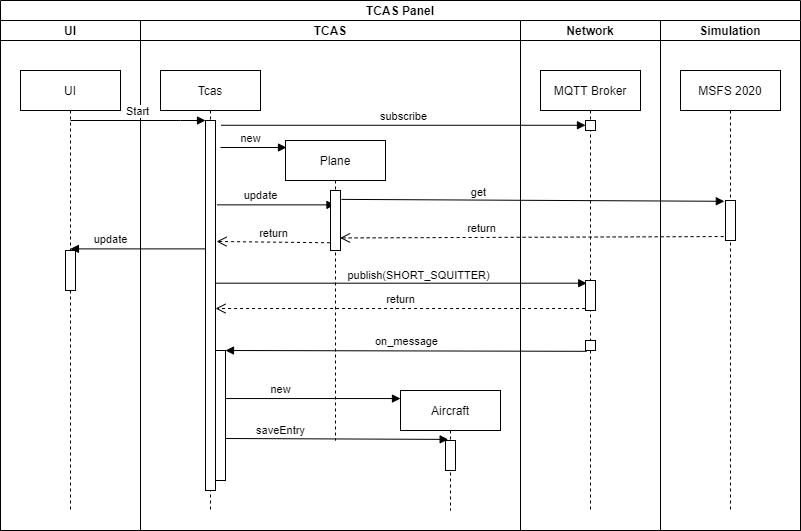 TCAS Panel
UI
TCAS
Network
Simulation
UI
Tcas
MQTT Broker
MSFS 2020
Start
subscribe
new
Plane
update
get
return
return
update
publish(SHORT_SQUITTER)
return
on_message
new
Aircraft
saveEntry